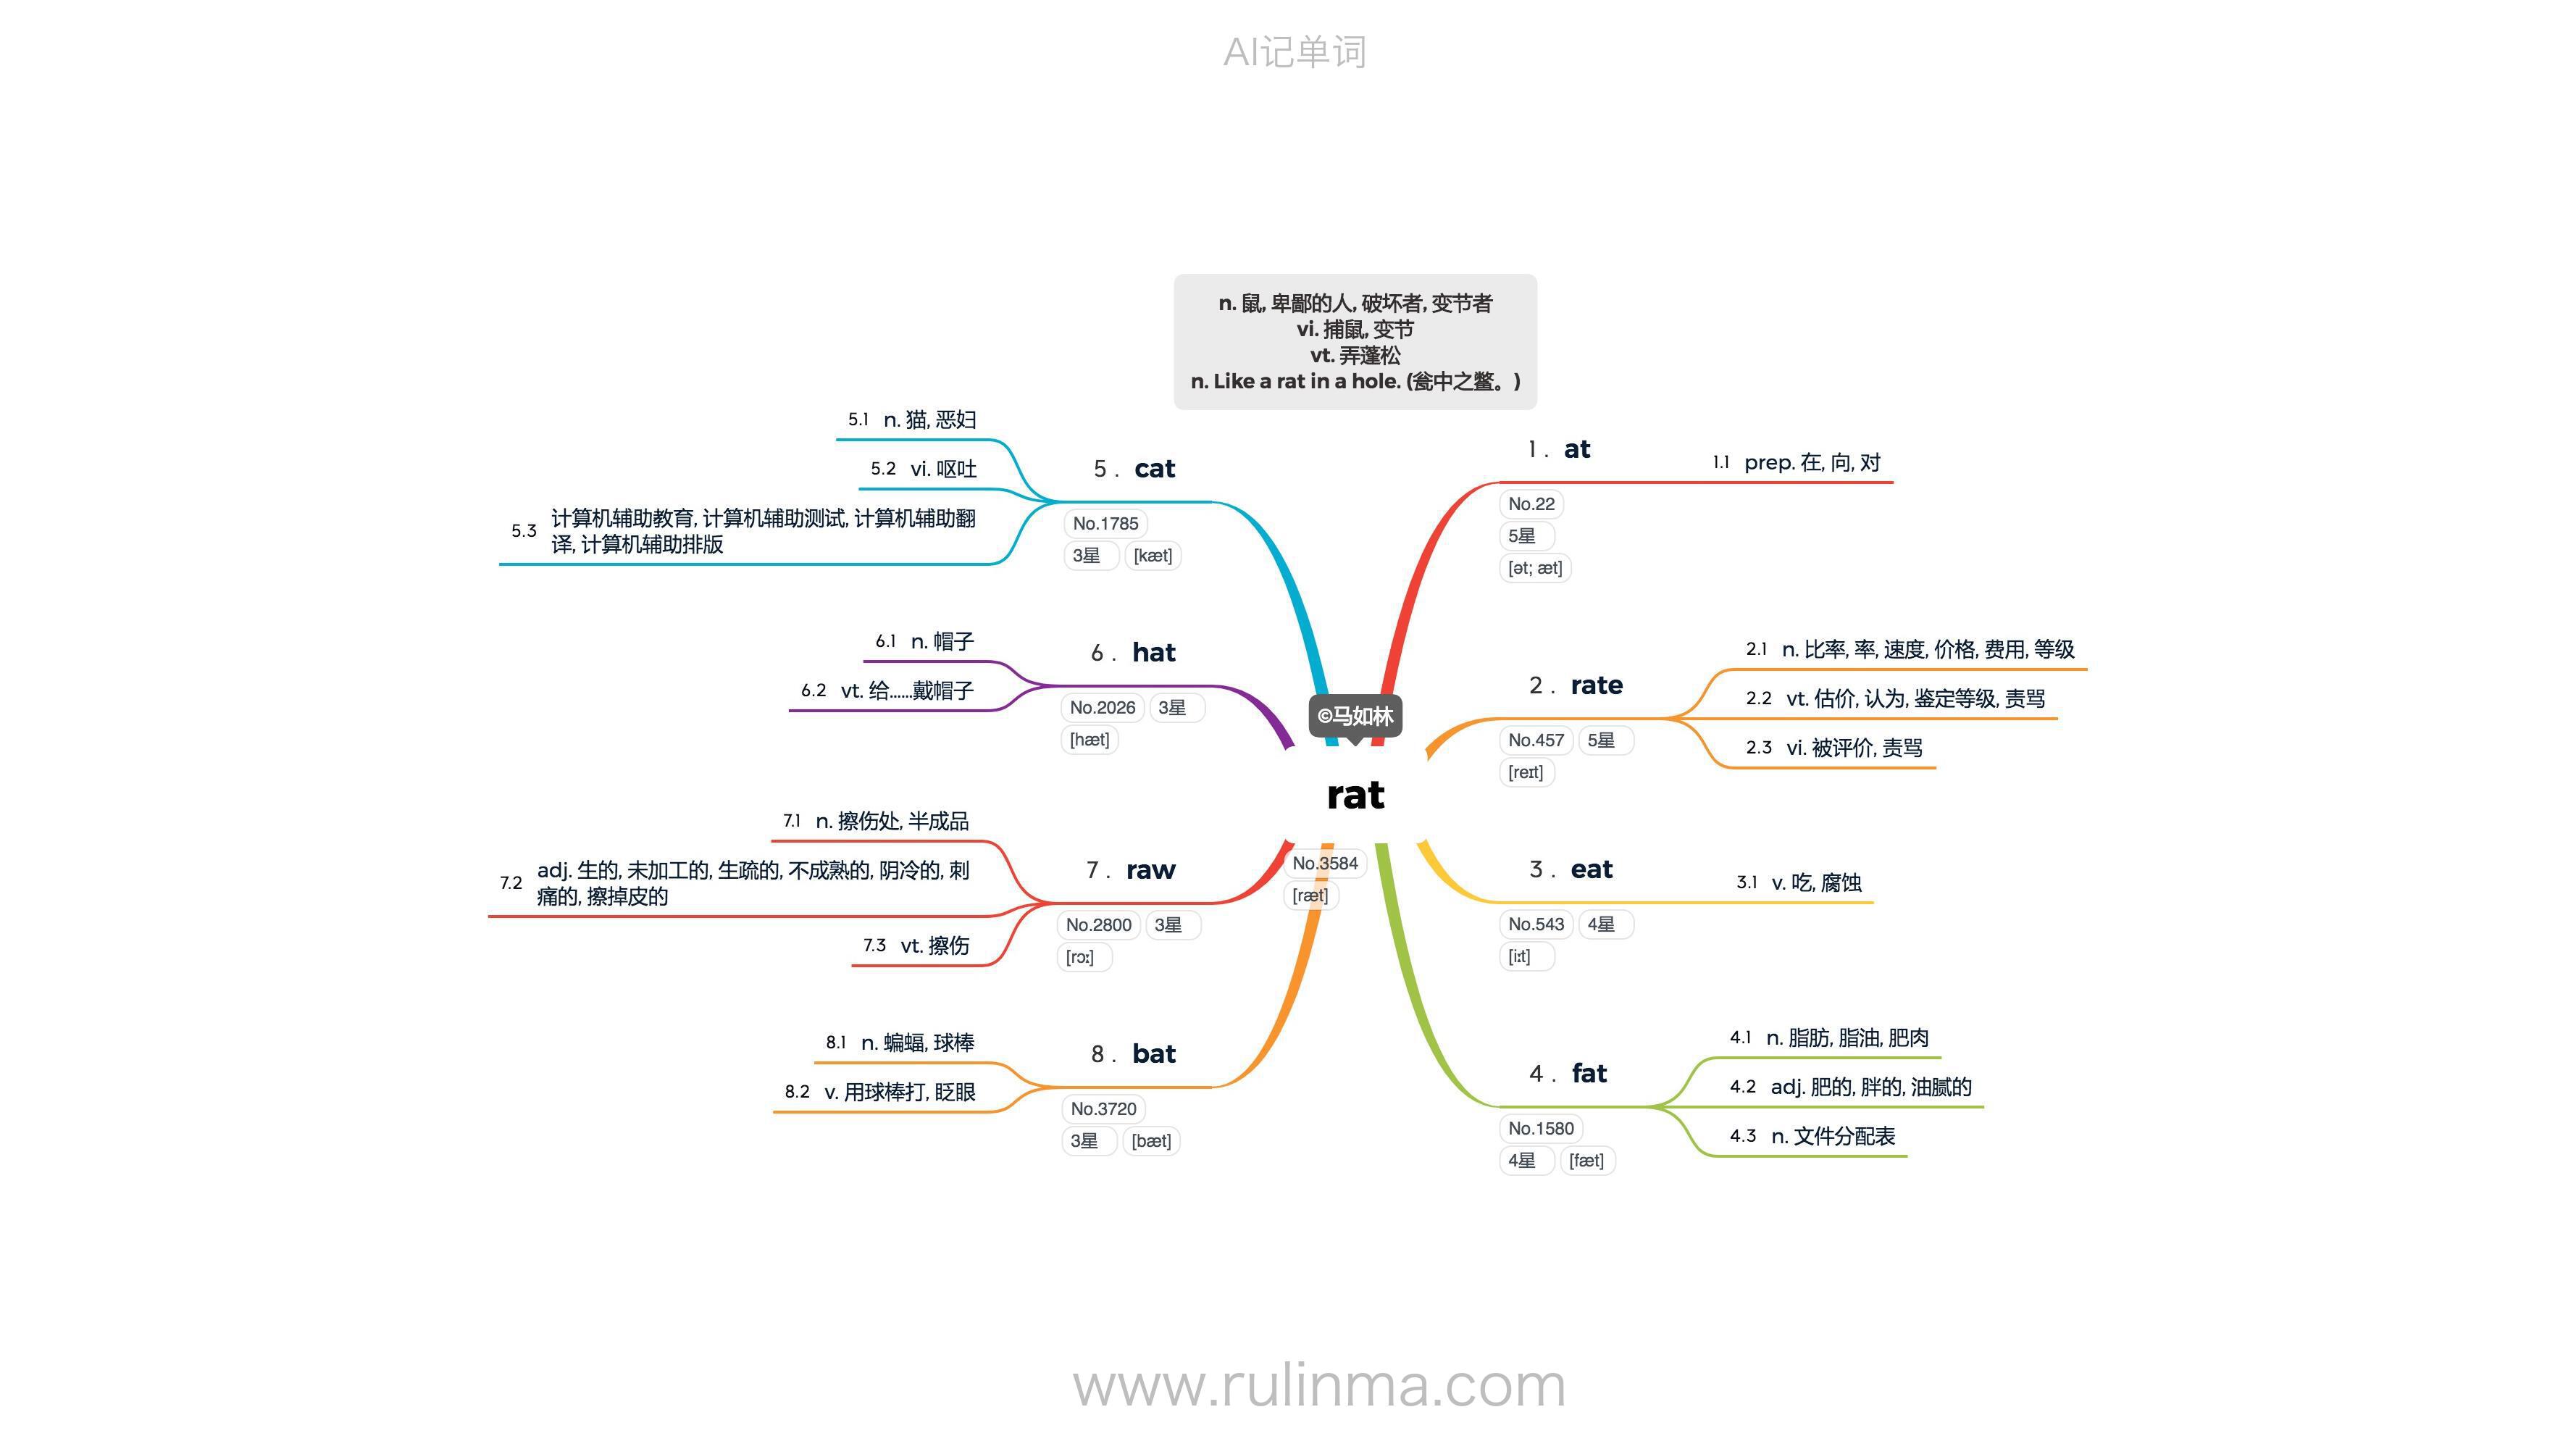 AI记单词
n. 鼠, 卑鄙的人, 破坏者, 变节者
vi. 捕鼠, 变节
vt. 弄蓬松
n. Like a rat in a hole. (瓮中之鳖。)
©马如林
rat
No.3584
[ræt]
1 . at
No.22
5星
[ət; æt]
1.1 prep. 在, 向, 对
2 . rate
No.457 5星
[reɪt]
2.1 n. 比率, 率, 速度, 价格, 费用, 等级
2.2 vt. 估价, 认为, 鉴定等级, 责骂
2.3 vi. 被评价, 责骂
3 . eat
No.543 4星
[iːt]
3.1 v. 吃, 腐蚀
4 . fat
No.1580
4星 [fæt]
4.1 n. 脂肪, 脂油, 肥肉
4.2 adj. 肥的, 胖的, 油腻的
4.3 n. 文件分配表
5 . cat
No.1785
3星 [kæt]
5.1 n. 猫, 恶妇
5.2 vi. 呕吐
5.3 计算机辅助教育, 计算机辅助测试, 计算机辅助翻
译, 计算机辅助排版
6 . hat
No.2026 3星
[hæt]
6.1 n. 帽子
6.2 vt. 给……戴帽子
7 . raw
No.2800 3星
[rɔː]
7.1 n. 擦伤处, 半成品
7.2 adj. 生的, 未加工的, 生疏的, 不成熟的, 阴冷的, 刺
痛的, 擦掉皮的
7.3 vt. 擦伤
8 . bat
No.3720
3星 [bæt]
8.1 n. 蝙蝠, 球棒
8.2 v. 用球棒打, 眨眼
www.rulinma.com